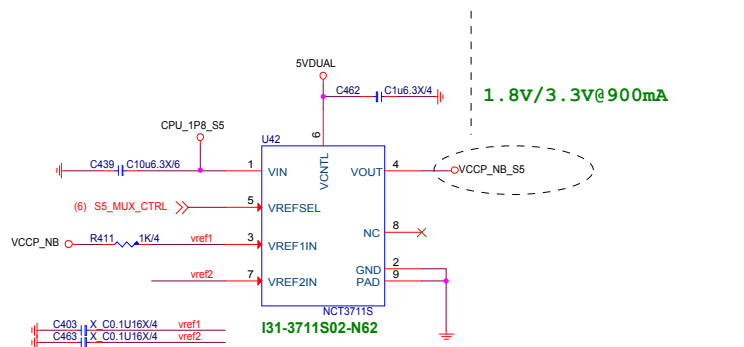 5VDUAL
C462 C1u6.3X/4
1.8V/3.3V@900mA
CPU_1P8_S5
U42
6
C439 C10u6.3X/6
1 VIN
VCNTL
VOUT 4
VCCP_NB_S5
(6) S5_MUX_CTRL
5 VREFSEL
NC 8
VCCP_NB
R411 1K/4 vref1
3 VREF1IN
GND 2
vref2
7 VREF2IN
PAD 9
NCT3711S
I31-3711S02-N62
C403 X_C0.1U16X/4 vref1
C463 X_C0.1U16X/4 vref2